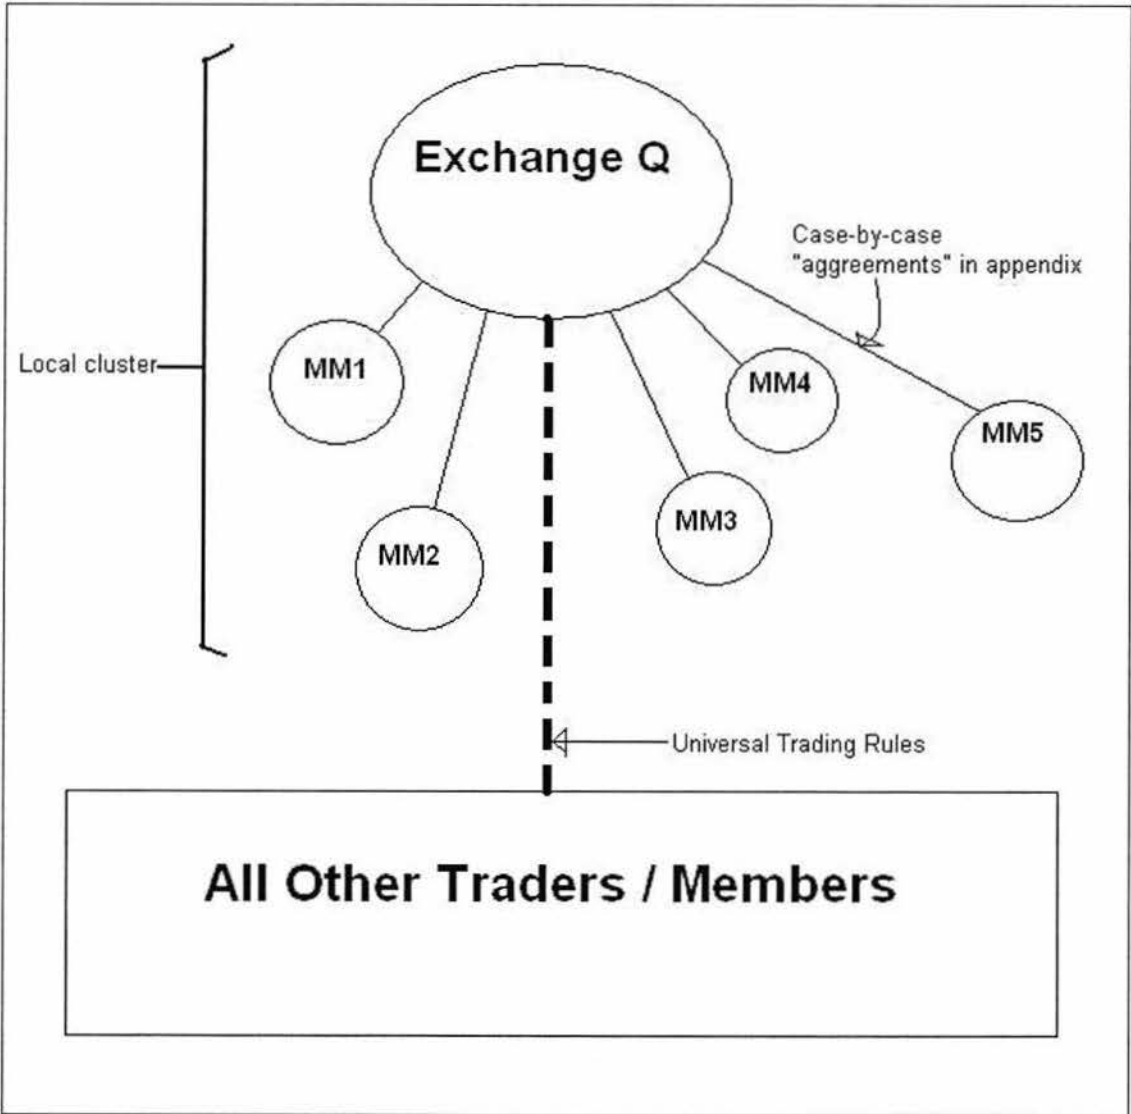 Exchange Q
Case-by-case
"aggreements" in appendix
Local cluster
MM1
MM4
MM5
MM3
MM2
Universal Trading Rules
All Other Traders / Members